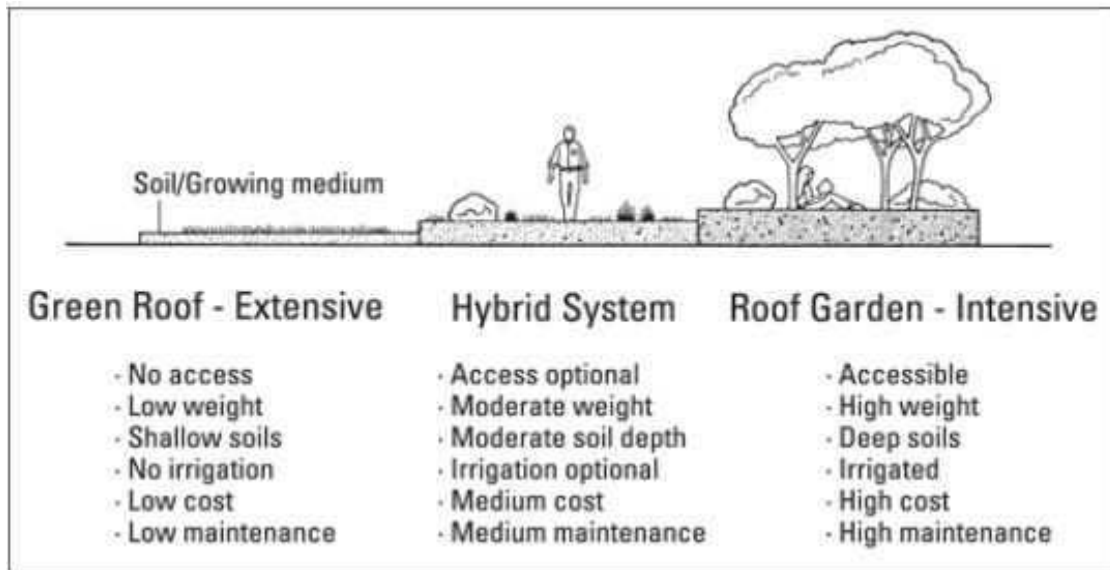 Soil/Growing medium
Green Roof - Extensive
- No access
- Low weight
- Shallow soils
- No irrigation
- Low cost
- Low maintenance
Hybrid System
- Access optional
- Moderate weight
- Moderate soil depth
- Irrigation optional
- Medium cost
- Medium maintenance
Roof Garden - Intensive
- Accessible
- High weight
- Deep soils
- Irrigated
- High cost
- High maintenance